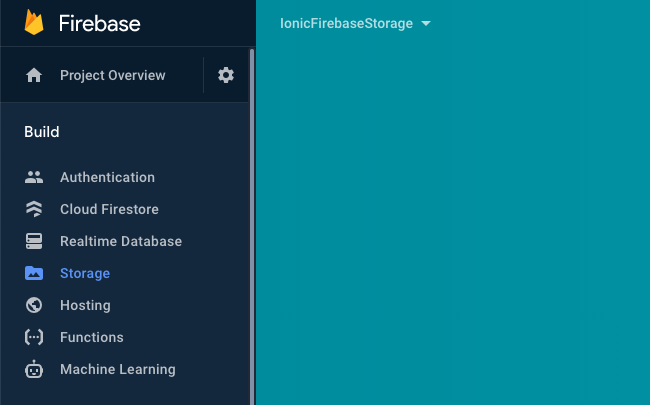 Firebase
IonicFirebaseStorage
Project Overview
Build
Authentication
Cloud Firestore
Realtime Database
Storage
Hosting
Functions
Machine Learning